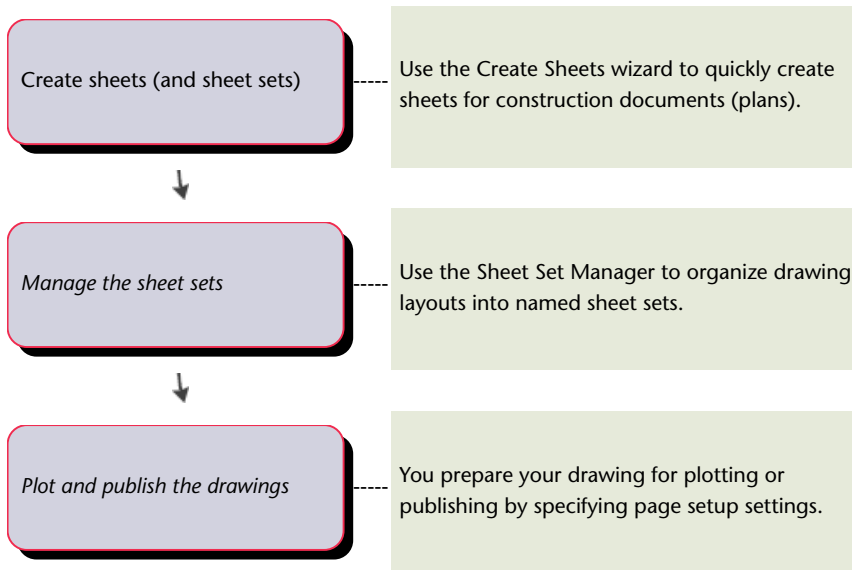 Create sheets (and sheet sets)
Use the Create Sheets wizard to quickly create
sheets for construction documents (plans).
Manage the sheet sets
Use the Sheet Set Manager to organize drawing
layouts into named sheet sets.
Plot and publish the drawings
You prepare your drawing for plotting or
publishing by specifying page setup settings.